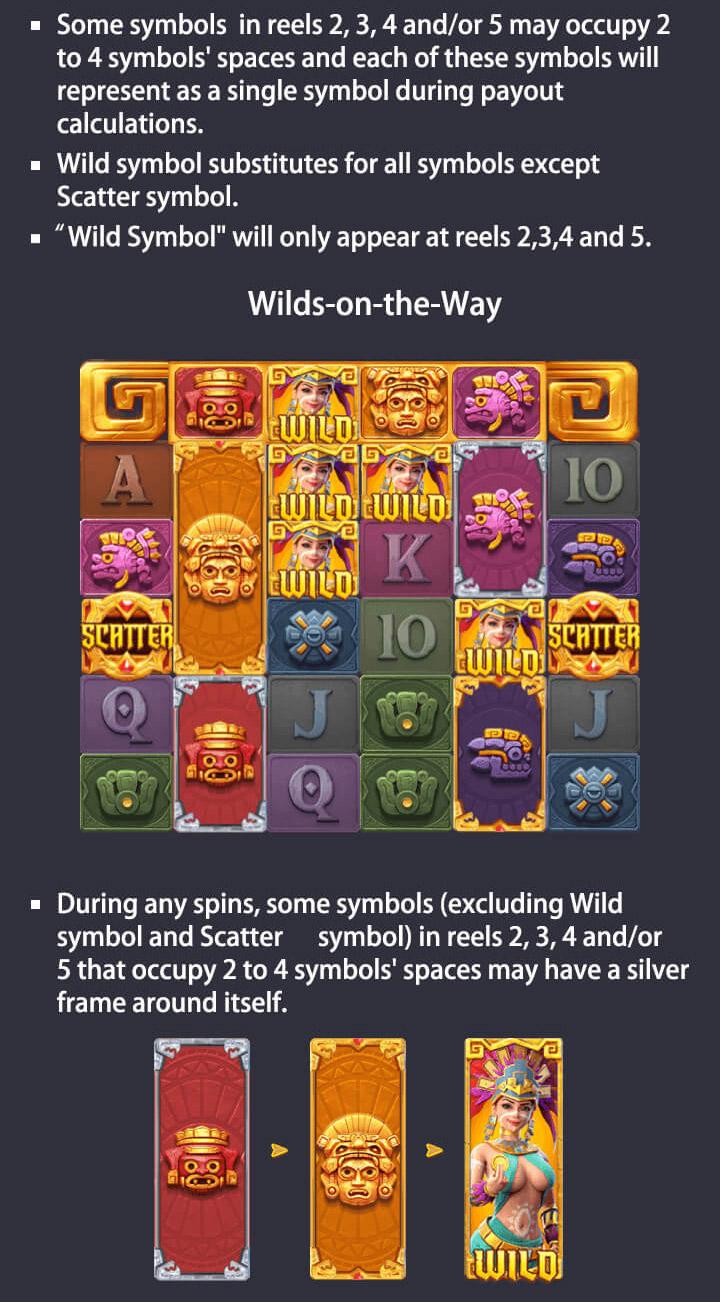 ▪ Some symbols in reels 2, 3, 4 and/or 5 may occupy 2
to 4 symbols' spaces and each of these symbols will
represent as a single symbol during payout
calculations.
▪ Wild symbol substitutes for all symbols except
Scatter symbol.
▪ “Wild Symbol" will only appear at reels 2,3,4 and 5.
Wilds-on-the-Way
WILD
A WILD WILD 10
WILD K
SCATTER 10 WILD SCATTER
Q J J
Q
▪ During any spins, some symbols (excluding Wild
symbol and Scatter symbol) in reels 2, 3, 4 and/or
5 that occupy 2 to 4 symbols' spaces may have a silver
frame around itself.
WILD